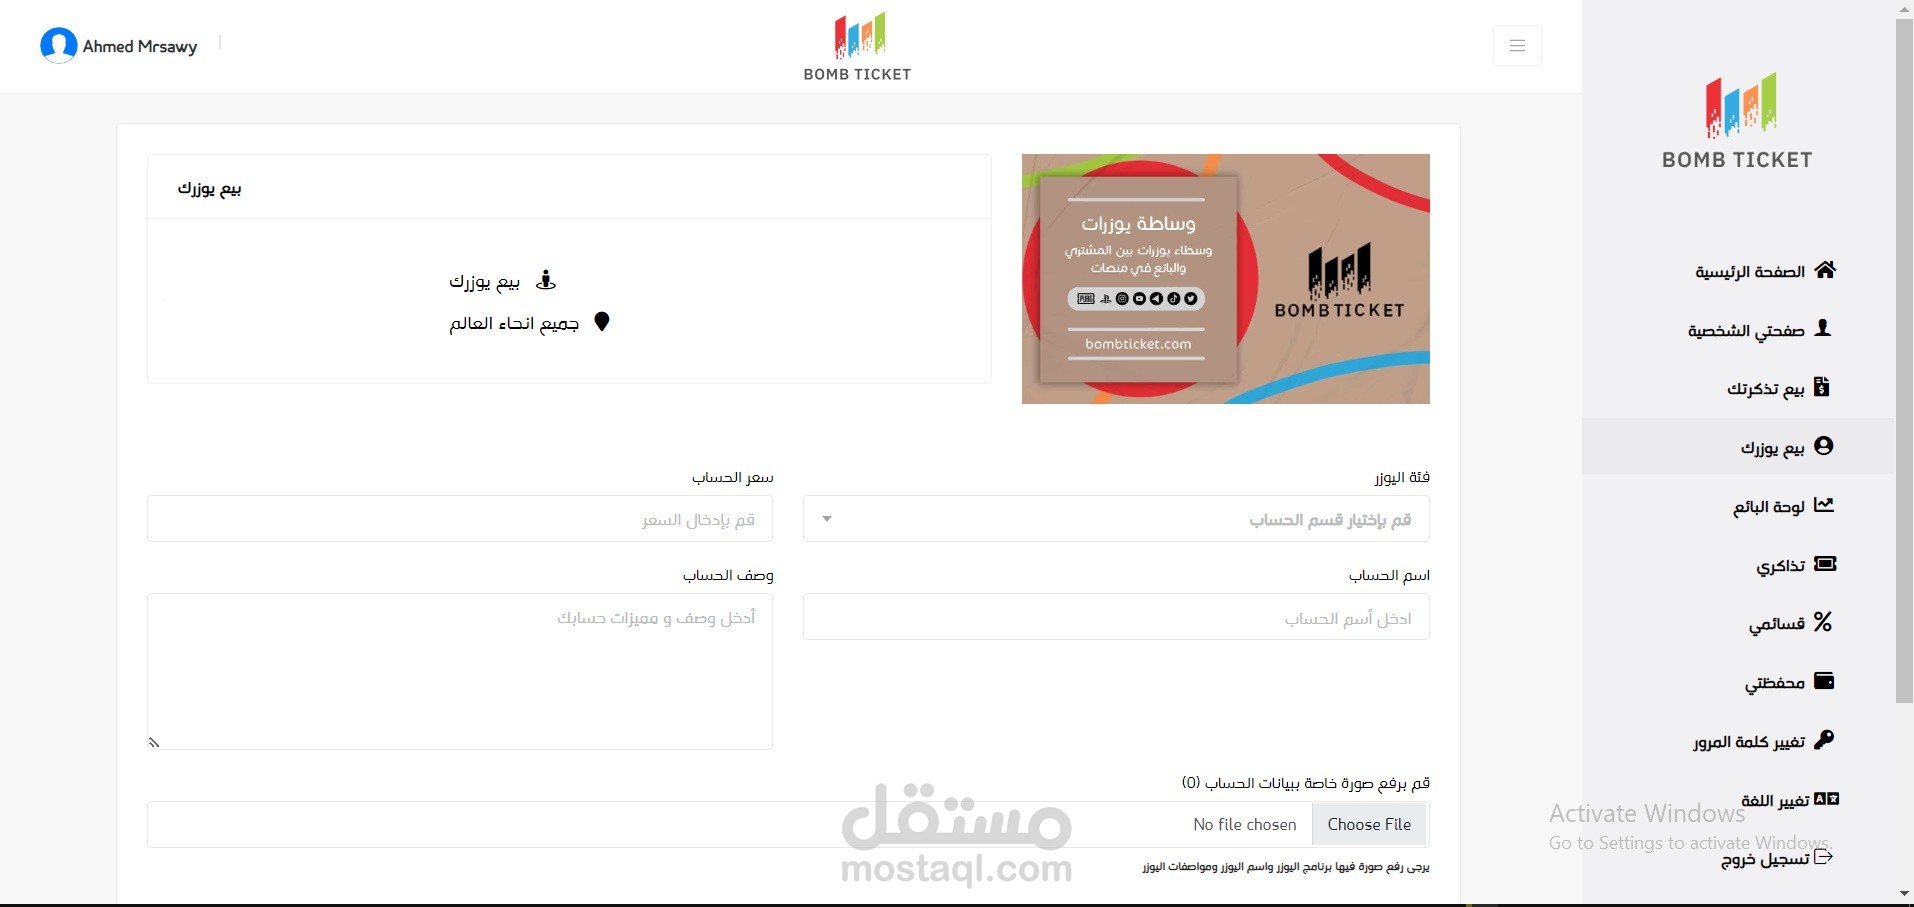 Ahmed Mrsawy
BOMB TICKET
BOMB TICKET
الصفحة الرئيسية
صفحتي الشخصية
بيع تذكرتك
بيع يوزرك
لوحة البائع
تذاكري
قسائمي
محفظتي
تغيير كلمة المرور
تغيير اللغة
تسجيل خروج
وساطة يوزرات
وسطاء يوزرات بين المشتري
والبائع في منصات
PUBG
bombticket.com
BOMBTICKET
بيع يوزرك
بيع يوزرك
جميع انحاء العالم
فئة اليوزر
قم بإختيار قسم الحساب
سعر الحساب
قم بإدخال السعر
اسم الحساب
ادخل أسم الحساب
وصف الحساب
أدخل وصف و مميزات حسابك
قم برفع صورة خاصة ببيانات الحساب (0)
Choose File
No file chosen
يرجى رفع صورة فيها برنامج اليوزر واسم اليوزر ومواصفات اليوزر
مستقل
mostaql.com
Activate Windows
Go to Settings to activate Windows.